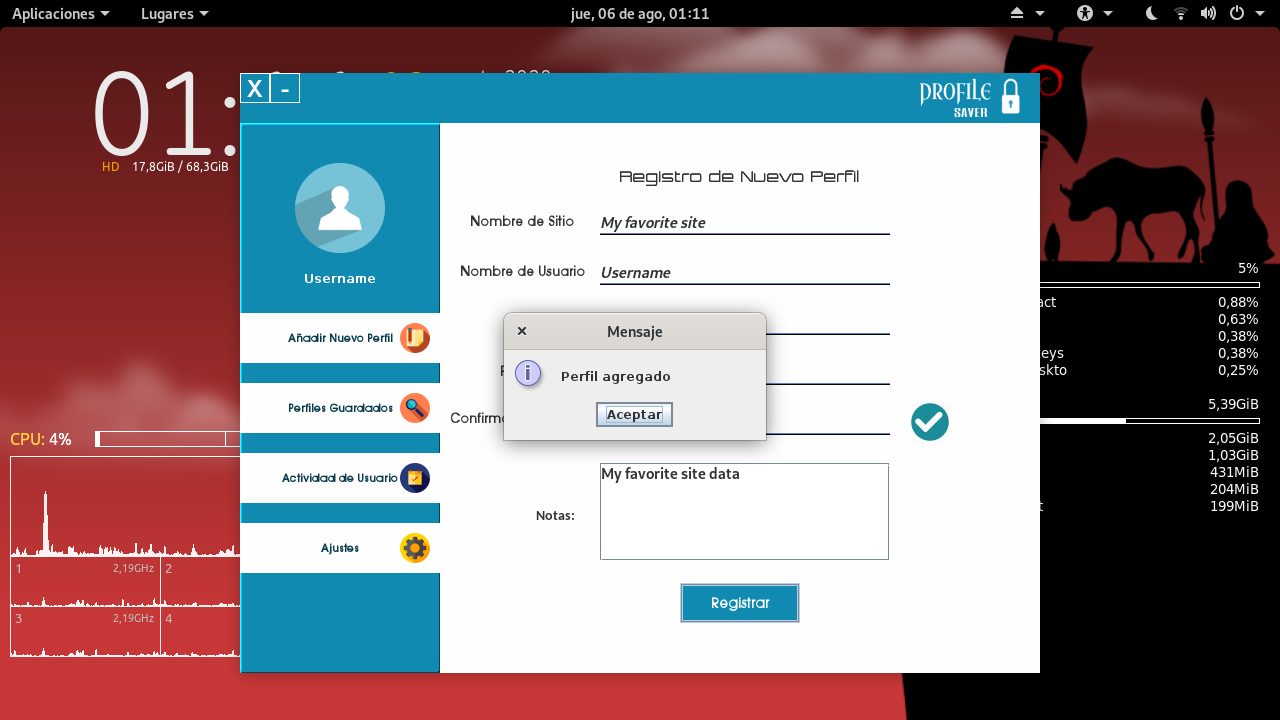 Aplicaciones Lugares jue, 06 de ago, 01:11
01:
HD 17,8GiB / 68,3GiB
X -
PROFILE
SAVER
Username
Registro de Nuevo Perfil
Nombre de Sitio My favorite site
Nombre de Usuario Username
Mensaje
Perfil agregado
Aceptar
Confirma
My favorite site data
Notas:
Registrar
Añadir Nuevo Perfil
Perfiles Guardados
Actividad de Usuario
Ajustes
CPU: 4%
1 2,19GHz 2
3 2,19GHz 4
5%
act 0,88%
0,63%
0,38%
eys 0,38%
skto 0,25%
5,39GiB
2,05GiB
1,03GiB
431MiB
204MiB
t 199MiB